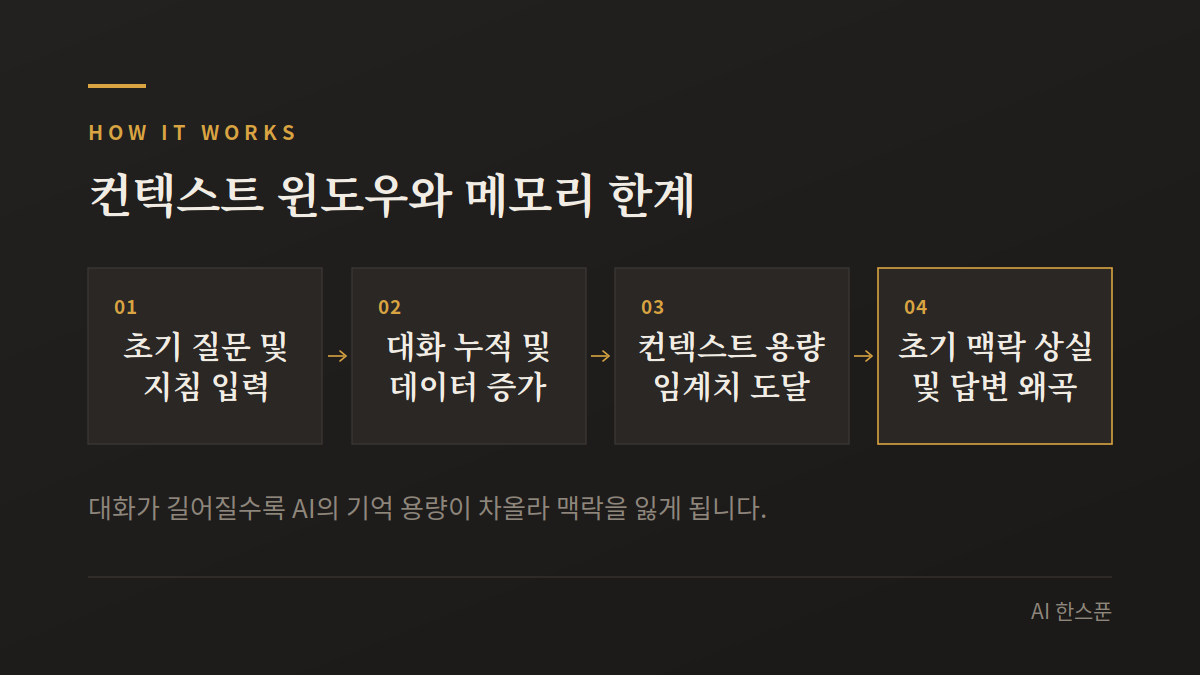 HOW IT WORKS
컨텍스트 윈도우와 메모리 한계
01
초기 질문 및
지침 입력
→
02
대화 누적 및
데이터 증가
→
03
컨텍스트 용량
임계치 도달
→
04
초기 맥락 상실
및 답변 왜곡
대화가 길어질수록 AI의 기억 용량이 차올라 맥락을 잃게 됩니다.
AI 한스푼